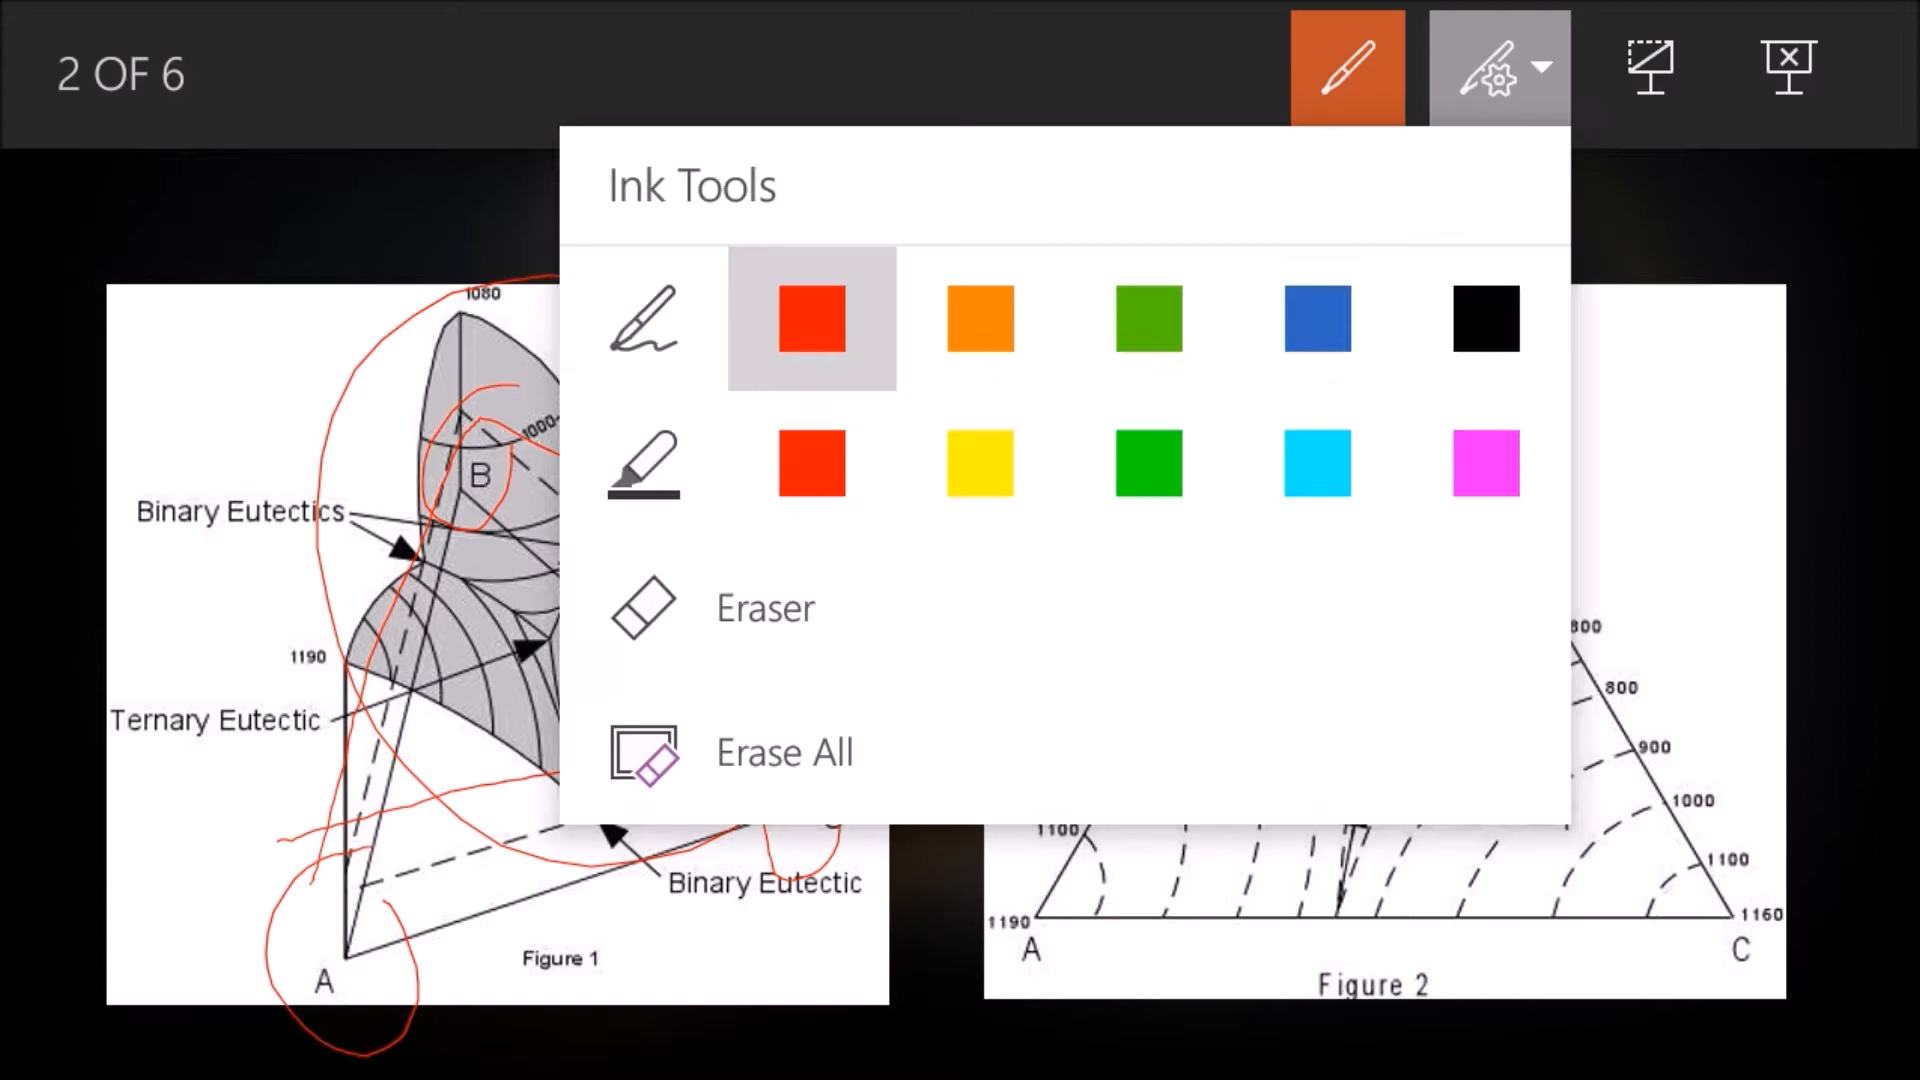 2 OF 6
Ink Tools
Eraser
Erase All
1080
1000
B
Binary Eutectics
1190
Ternary Eutectic
Binary Eutectic
A
Figure 1
800
800
900
1000
1100
1100
1190
1160
A
C
Figure 2